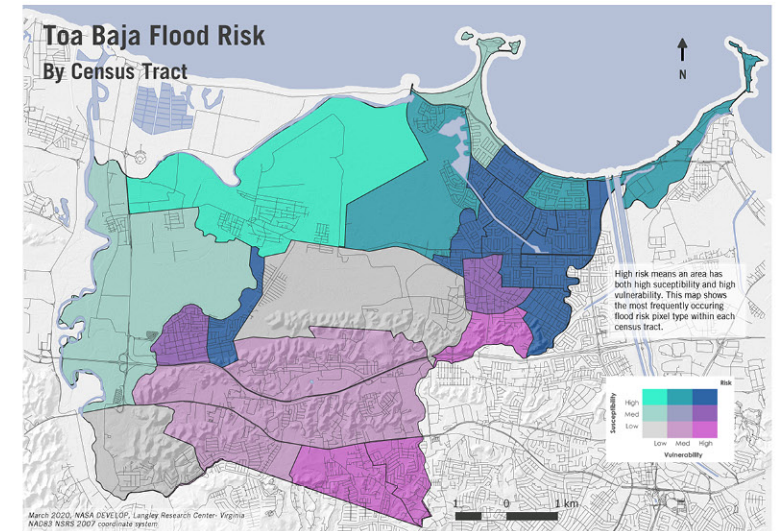 Toa Baja Flood Risk
By Census Tract
N
High risk means an area has
both high suceptibility and high
vulnerability. This map shows
the most frequently occuring
flood risk pixel type within each
census tract.
Risk
Susceptibility
High
Med
Low
Low Med High
Vulnerability
1 0 1 km
March 2020, NASA DEVELOP, Langley Research Center- Virginia
NAD83 NSRS 2007 coordinate system